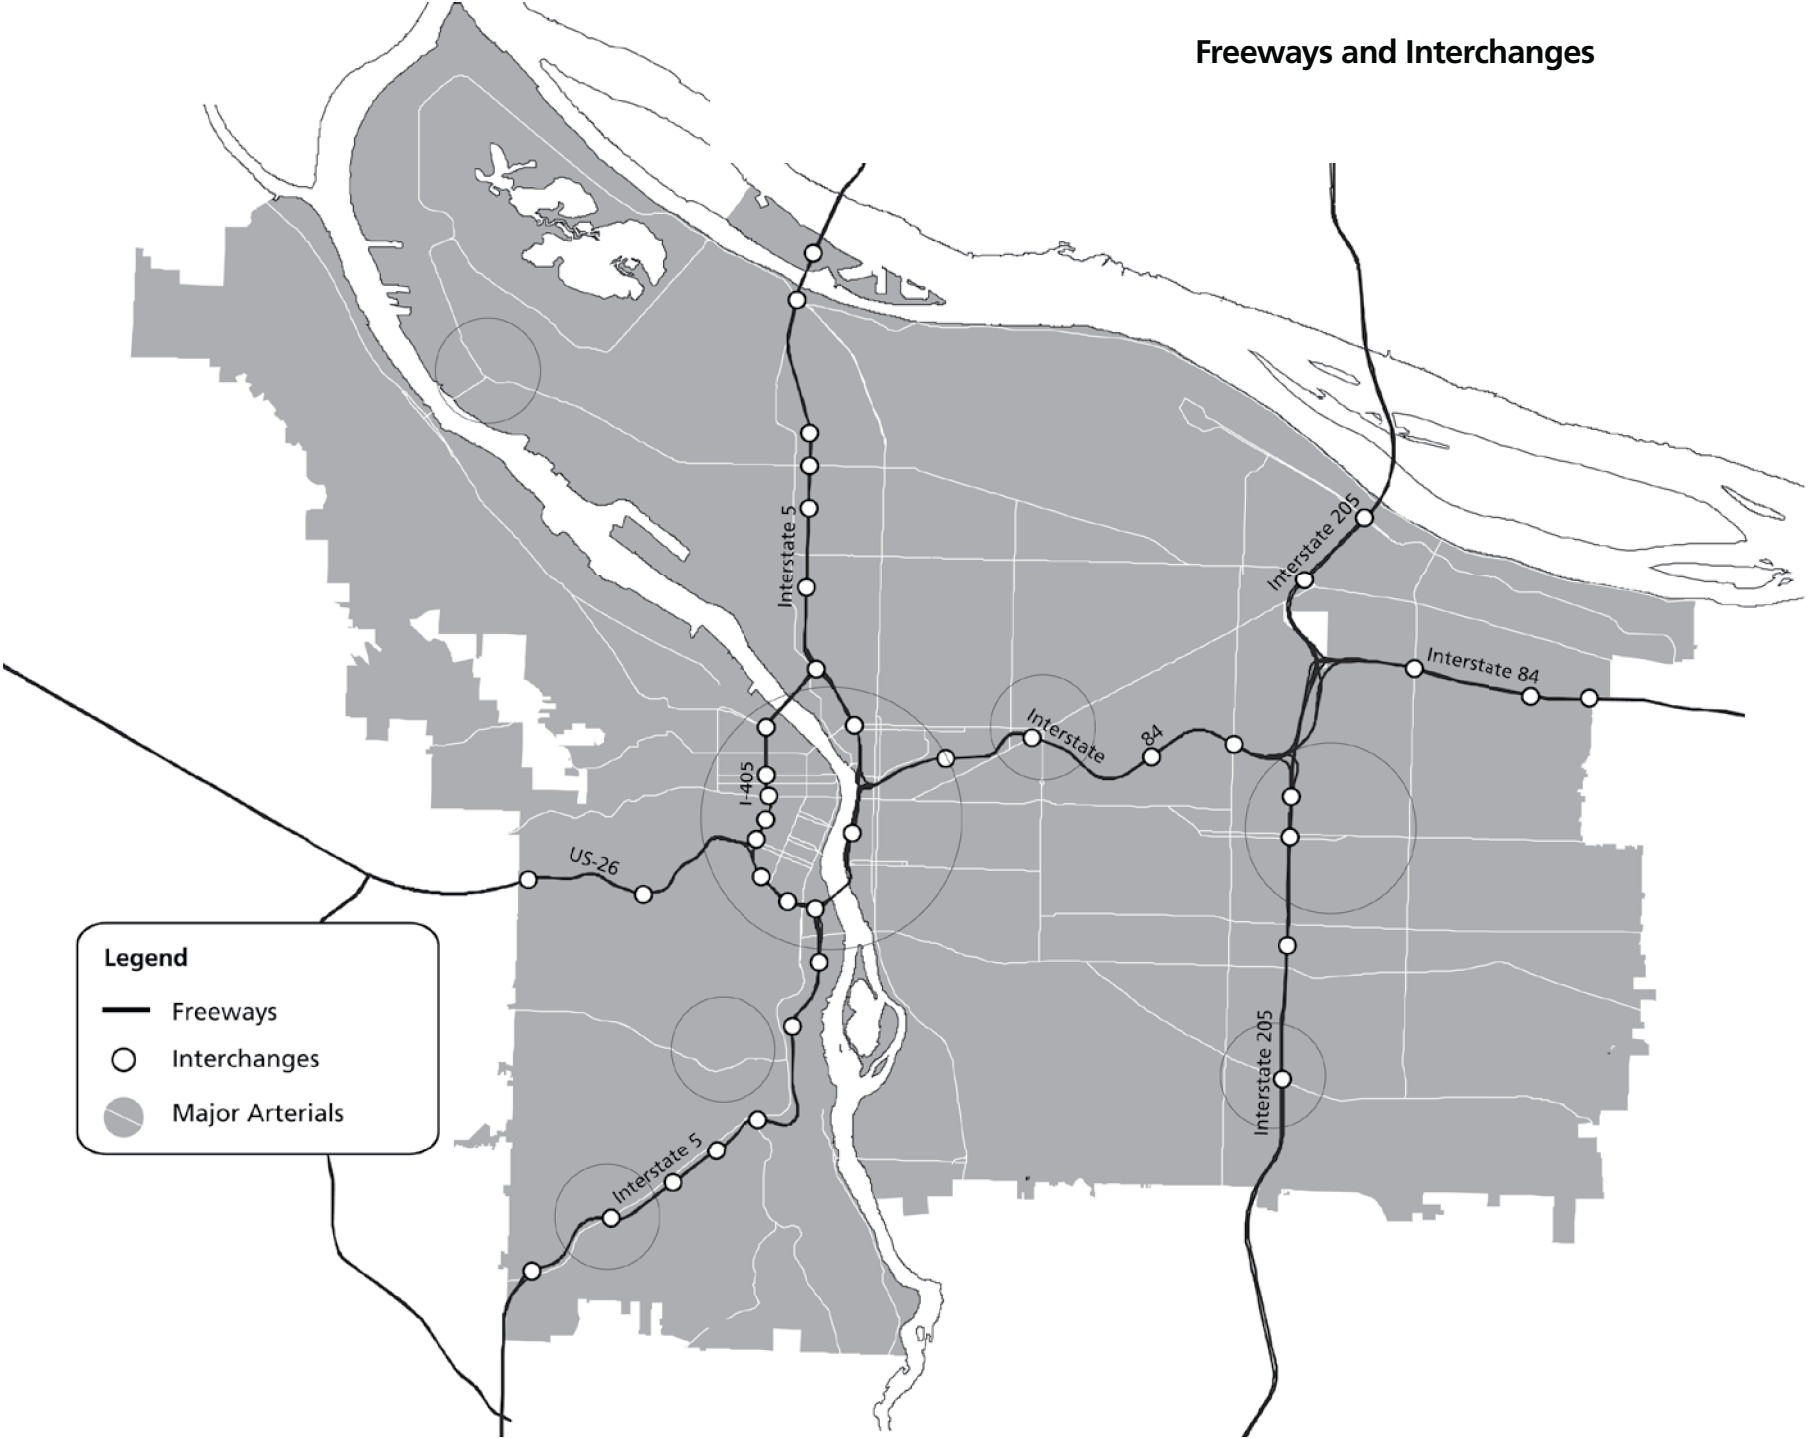 Freeways and Interchanges
Interstate 205
Interstate 5
Interstate 84
Interstate 84
I-405
US-26
Legend
Freeways
Interchanges
Major Arterials
Interstate 205
Interstate 5